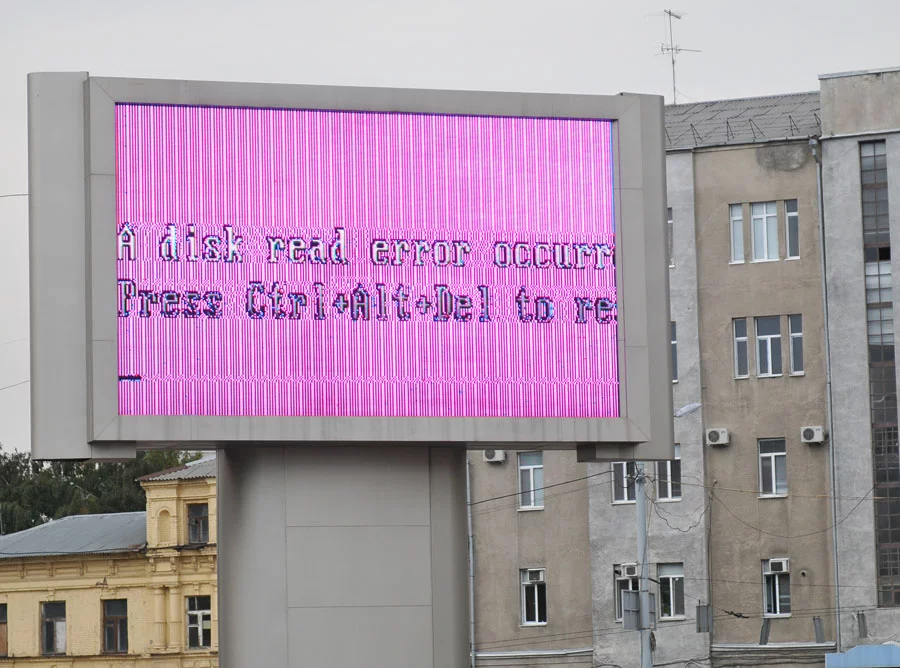 A disk read error occurr
Press Ctrl+Alt+Del to re